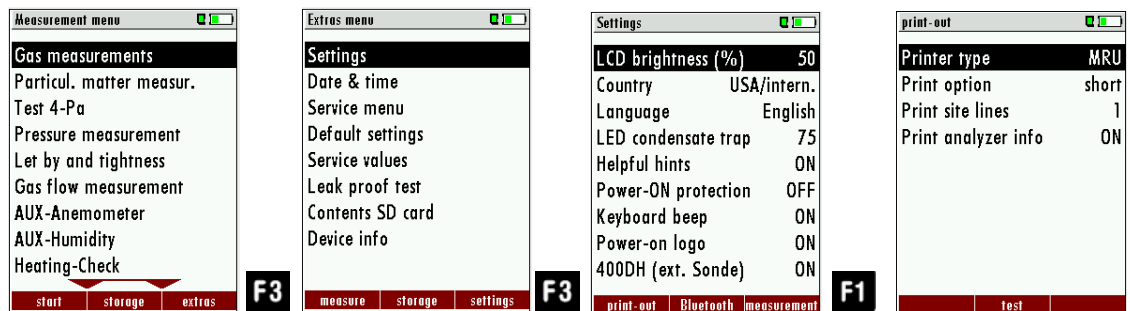 Measurement menu
Gas measurements
Particul. matter measur.
Test 4-Pa
Pressure measurement
Let by and tightness
Gas flow measurement
AUX-Anemometer
AUX-Humidity
Heating-Check
start storage extras
F3
Extras menu
Settings
Date & time
Service menu
Default settings
Service values
Leak proof test
Contents SD card
Device info
measure storage settings
F3
Settings
LCD brightness (%) 50
Country USA/intern.
Language English
LED condensate trap 75
Helpful hints ON
Power-ON protection OFF
Keyboard beep ON
Power-on logo ON
400DH (ext. Sonde) ON
print-out Bluetooth measurement
F1
print-out
Printer type MRU
Print option short
Print site lines 1
Print analyzer info ON
test